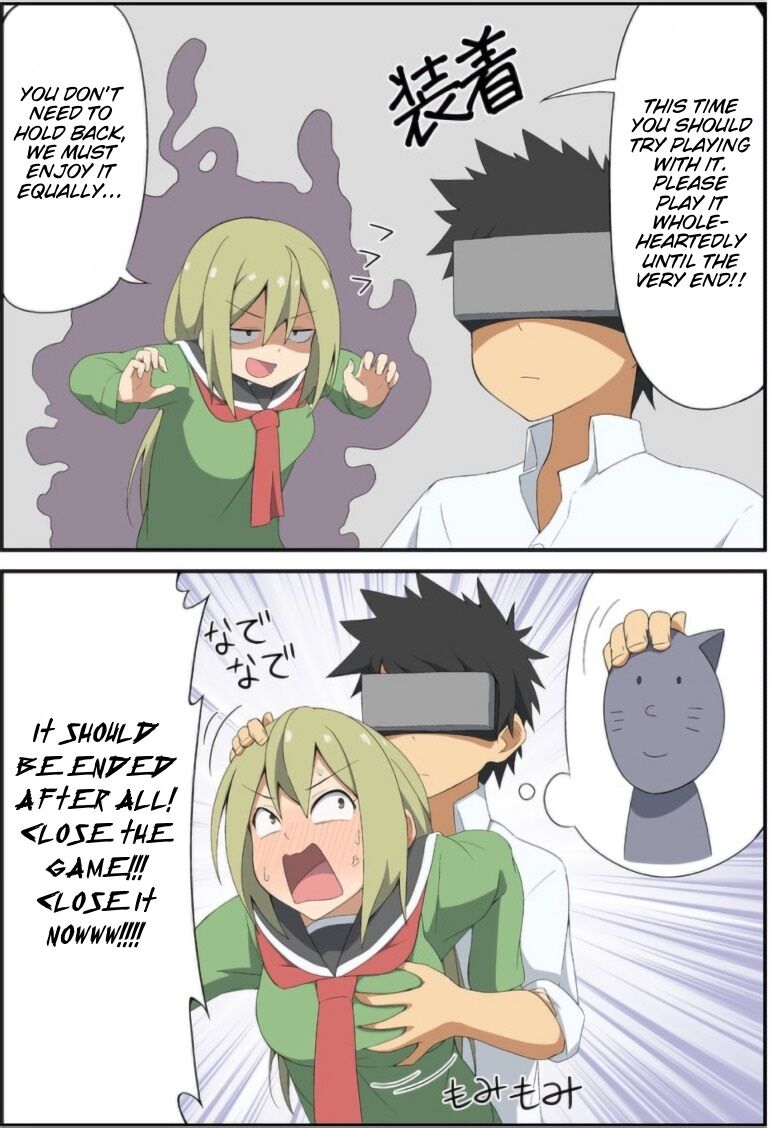 装着
THIS TIME
YOU SHOULD
TRY PLAYING
WITH IT.
PLEASE
PLAY IT
WHOLE-
HEARTEDLY
UNTIL THE
VERY END!!
YOU DON'T
NEED TO
HOLD BACK,
WE MUST
ENJOY IT
EQUALLY...
なで
なで
IT SHOULD
BE ENDED
AFTER ALL!
CLOSE THE
GAME!!!
CLOSE IT
NOWWW!!!!
もみもみ